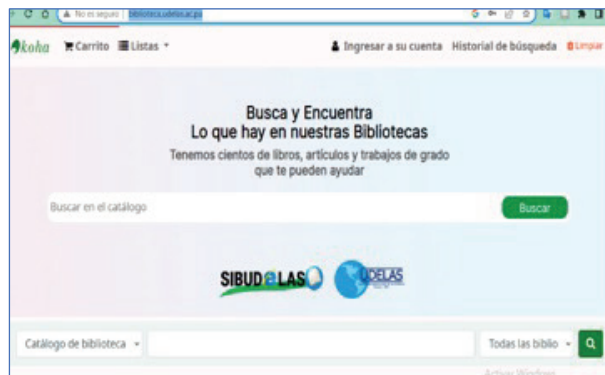 No es seguro | biblioteca.udelas.ac.pa
koha Carrito Listas Ingresar a su cuenta Historial de búsqueda Limpiar
Busca y Encuentra
Lo que hay en nuestras Bibliotecas
Tenemos cientos de libros, artículos y trabajos de grado
que te pueden ayudar
Buscar en el catálogo Buscar
SIBUDELAS UDELAS
Catálogo de biblioteca Todas las biblio
Activar Windows